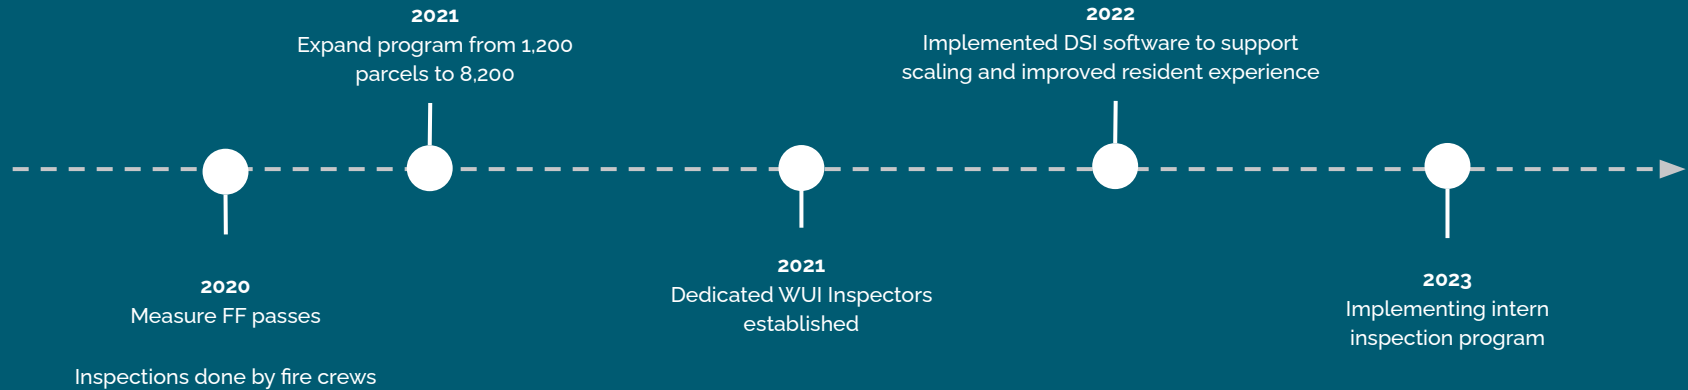 2021
Expand program from 1,200
parcels to 8,200
2022
Implemented DSI software to support
scaling and improved resident experience
2020
Measure FF passes
Inspections done by fire crews
2021
Dedicated WUI Inspectors
established
2023
Implementing intern
inspection program